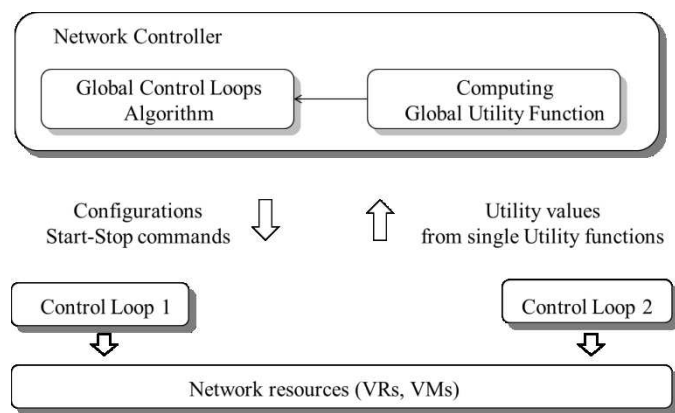 Network Controller
Global Control Loops
Algorithm
Computing
Global Utility Function
Configurations
Start-Stop commands
Utility values
from single Utility functions
Control Loop 1
Control Loop 2
Network resources (VRs, VMs)